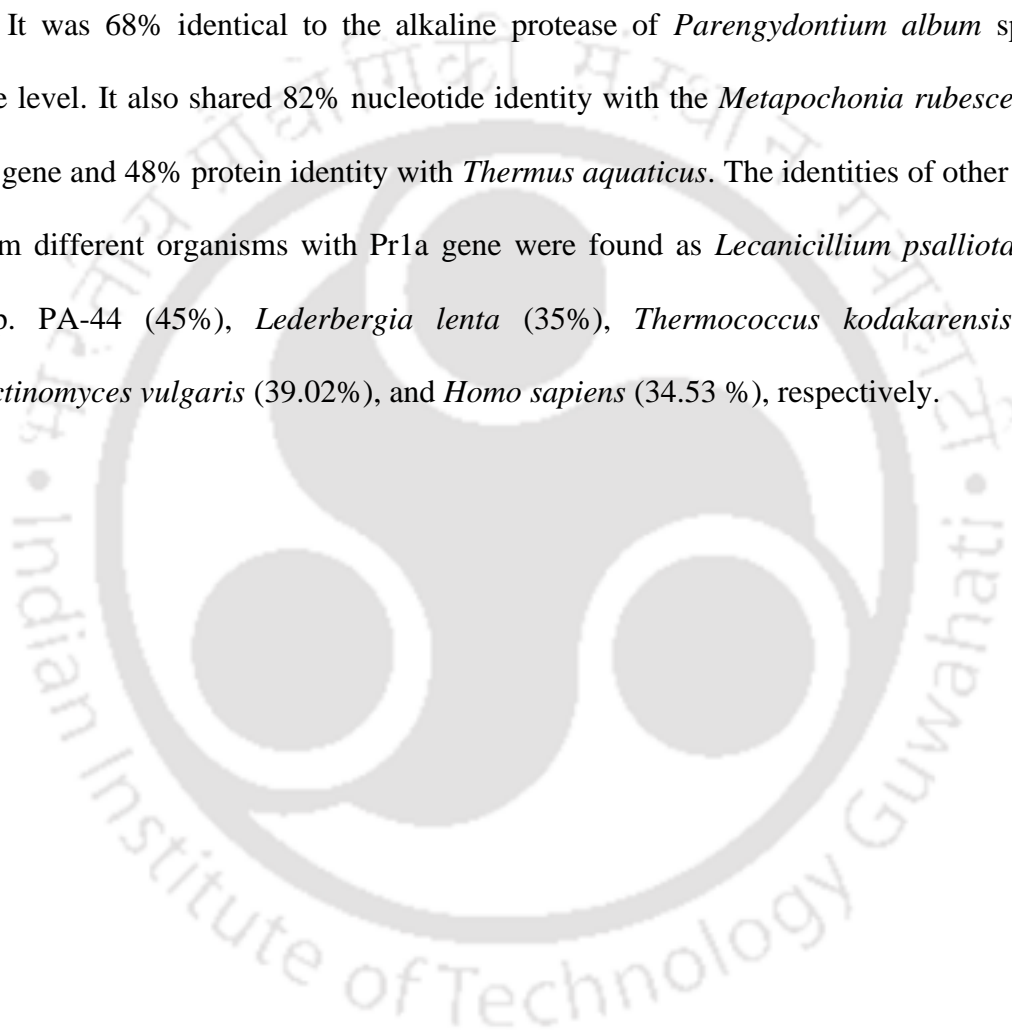 It was 68% identical to the alkaline protease of Parengydontium album sp
e level. It also shared 82% nucleotide identity with the Metapochonia rubesce
gene and 48% protein identity with Thermus aquaticus. The identities of other
m different organisms with Pr1a gene were found as Lecanicillium psalliota
o. PA-44 (45%), Lederbergia lenta (35%), Thermococcus kodakarensis
ctinomyces vulgaris (39.02%), and Homo sapiens (34.53 %), respectively.
Indian Institute of Technology Guwahati